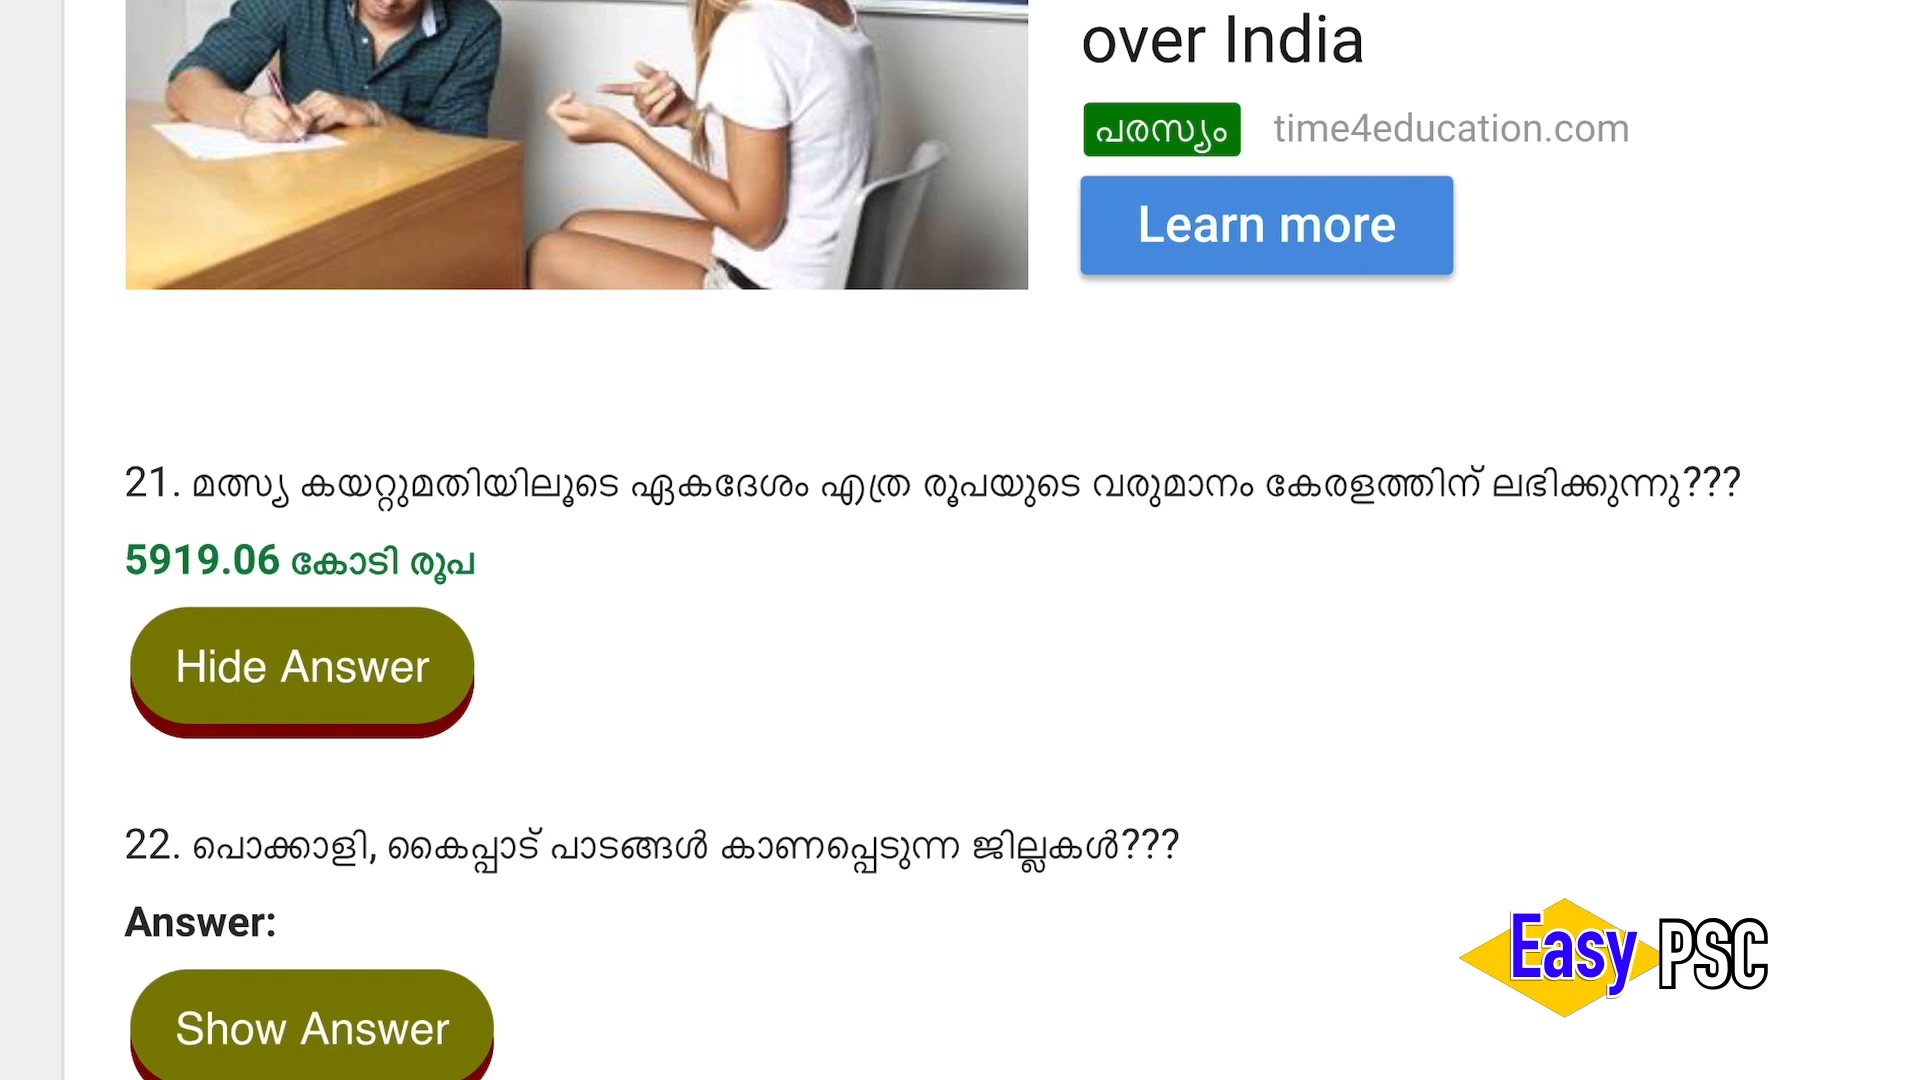 over India
പരസ്യം time4education.com
Learn more
21. മത്സ്യ കയറ്റുമതിയിലൂടെ ഏകദേശം എത്ര രൂപയുടെ വരുമാനം കേരളത്തിന് ലഭിക്കുന്നു???
5919.06 കോടി രൂപ
Hide Answer
22. പൊക്കാളി, കൈപ്പാട് പാടങ്ങൾ കാണപ്പെടുന്ന ജില്ലകൾ???
Answer:
Easy PSC
Show Answer